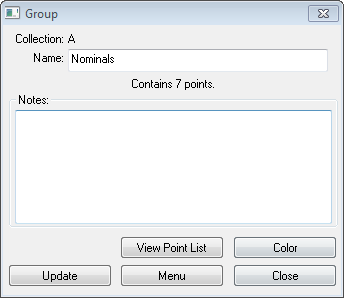 Group
Collection: A
Name: Nominals
Contains 7 points.
Notes:
View Point List Color
Update Menu Close